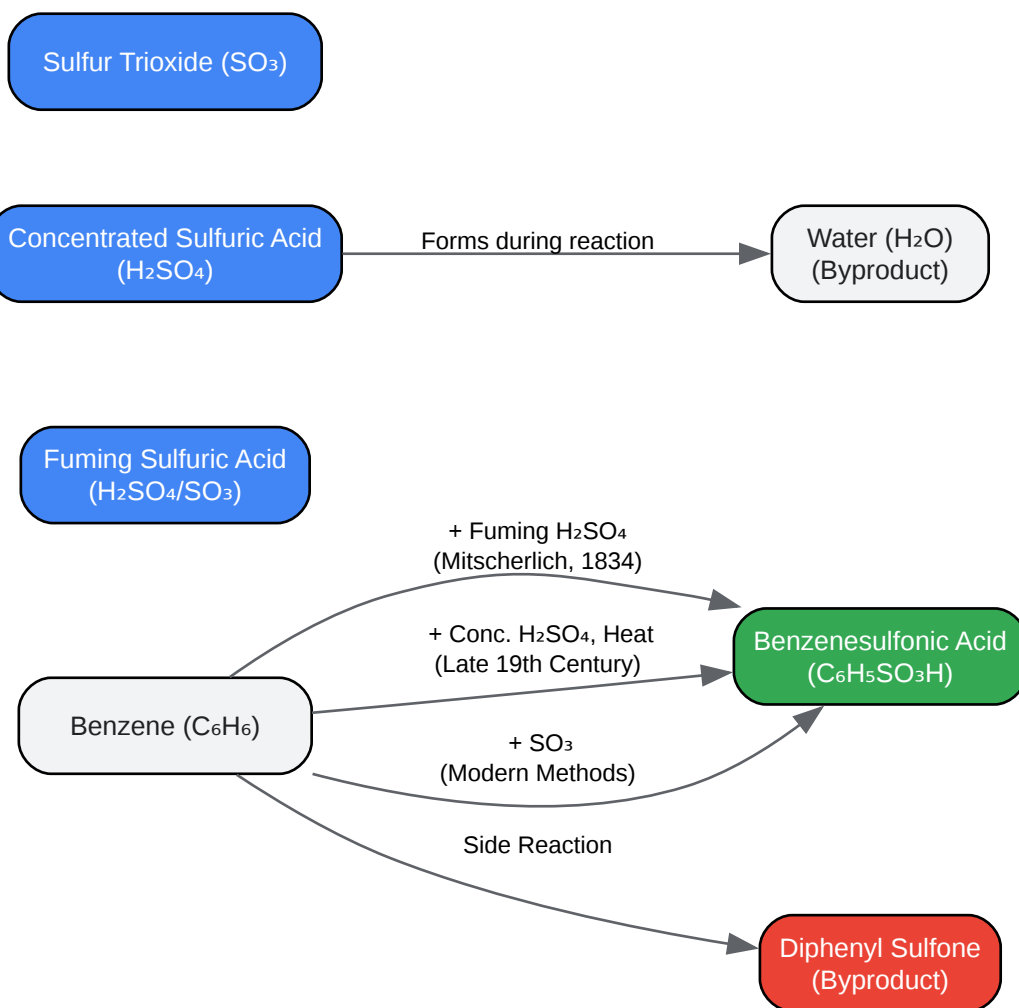 Sulfur Trioxide (SO₃)
Concentrated Sulfuric Acid
(H₂SO₄)
Forms during reaction
Water (H₂O)
(Byproduct)
Fuming Sulfuric Acid
(H₂SO₄/SO₃)
+ Fuming H₂SO₄
(Mitscherlich, 1834)
+ Conc. H₂SO₄, Heat
(Late 19th Century)
Benzenesulfonic Acid
(C₆H₅SO₃H)
Benzene (C₆H₆)
+ SO₃
(Modern Methods)
Side Reaction
Diphenyl Sulfone
(Byproduct)